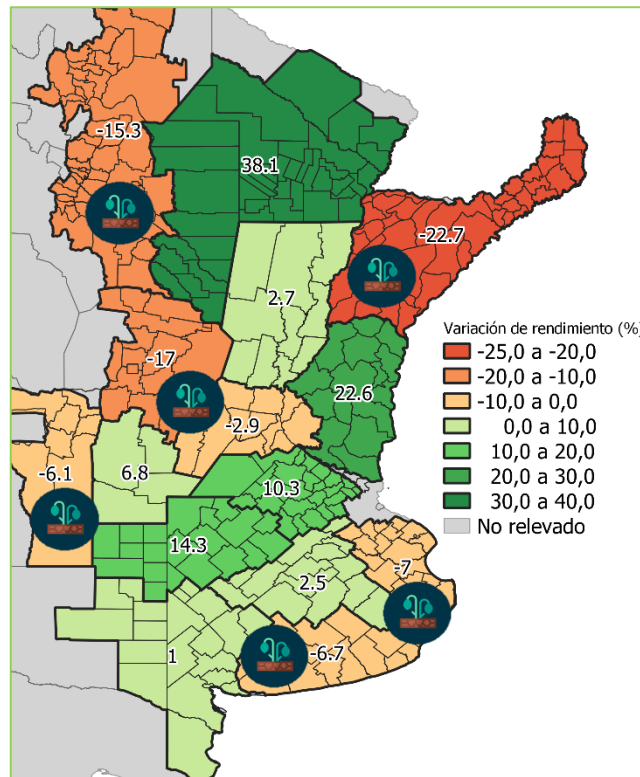 -15.3
38.1
-22.7
2.7
Variación de rendimiento (%)
-25,0 a -20,0
-20,0 a -10,0
-10,0 a 0,0
0,0 a 10,0
10,0 a 20,0
20,0 a 30,0
30,0 a 40,0
No relevado
-17
22.6
-2.9
-6.1
6.8
10.3
14.3
-7
2.5
1
-6.7